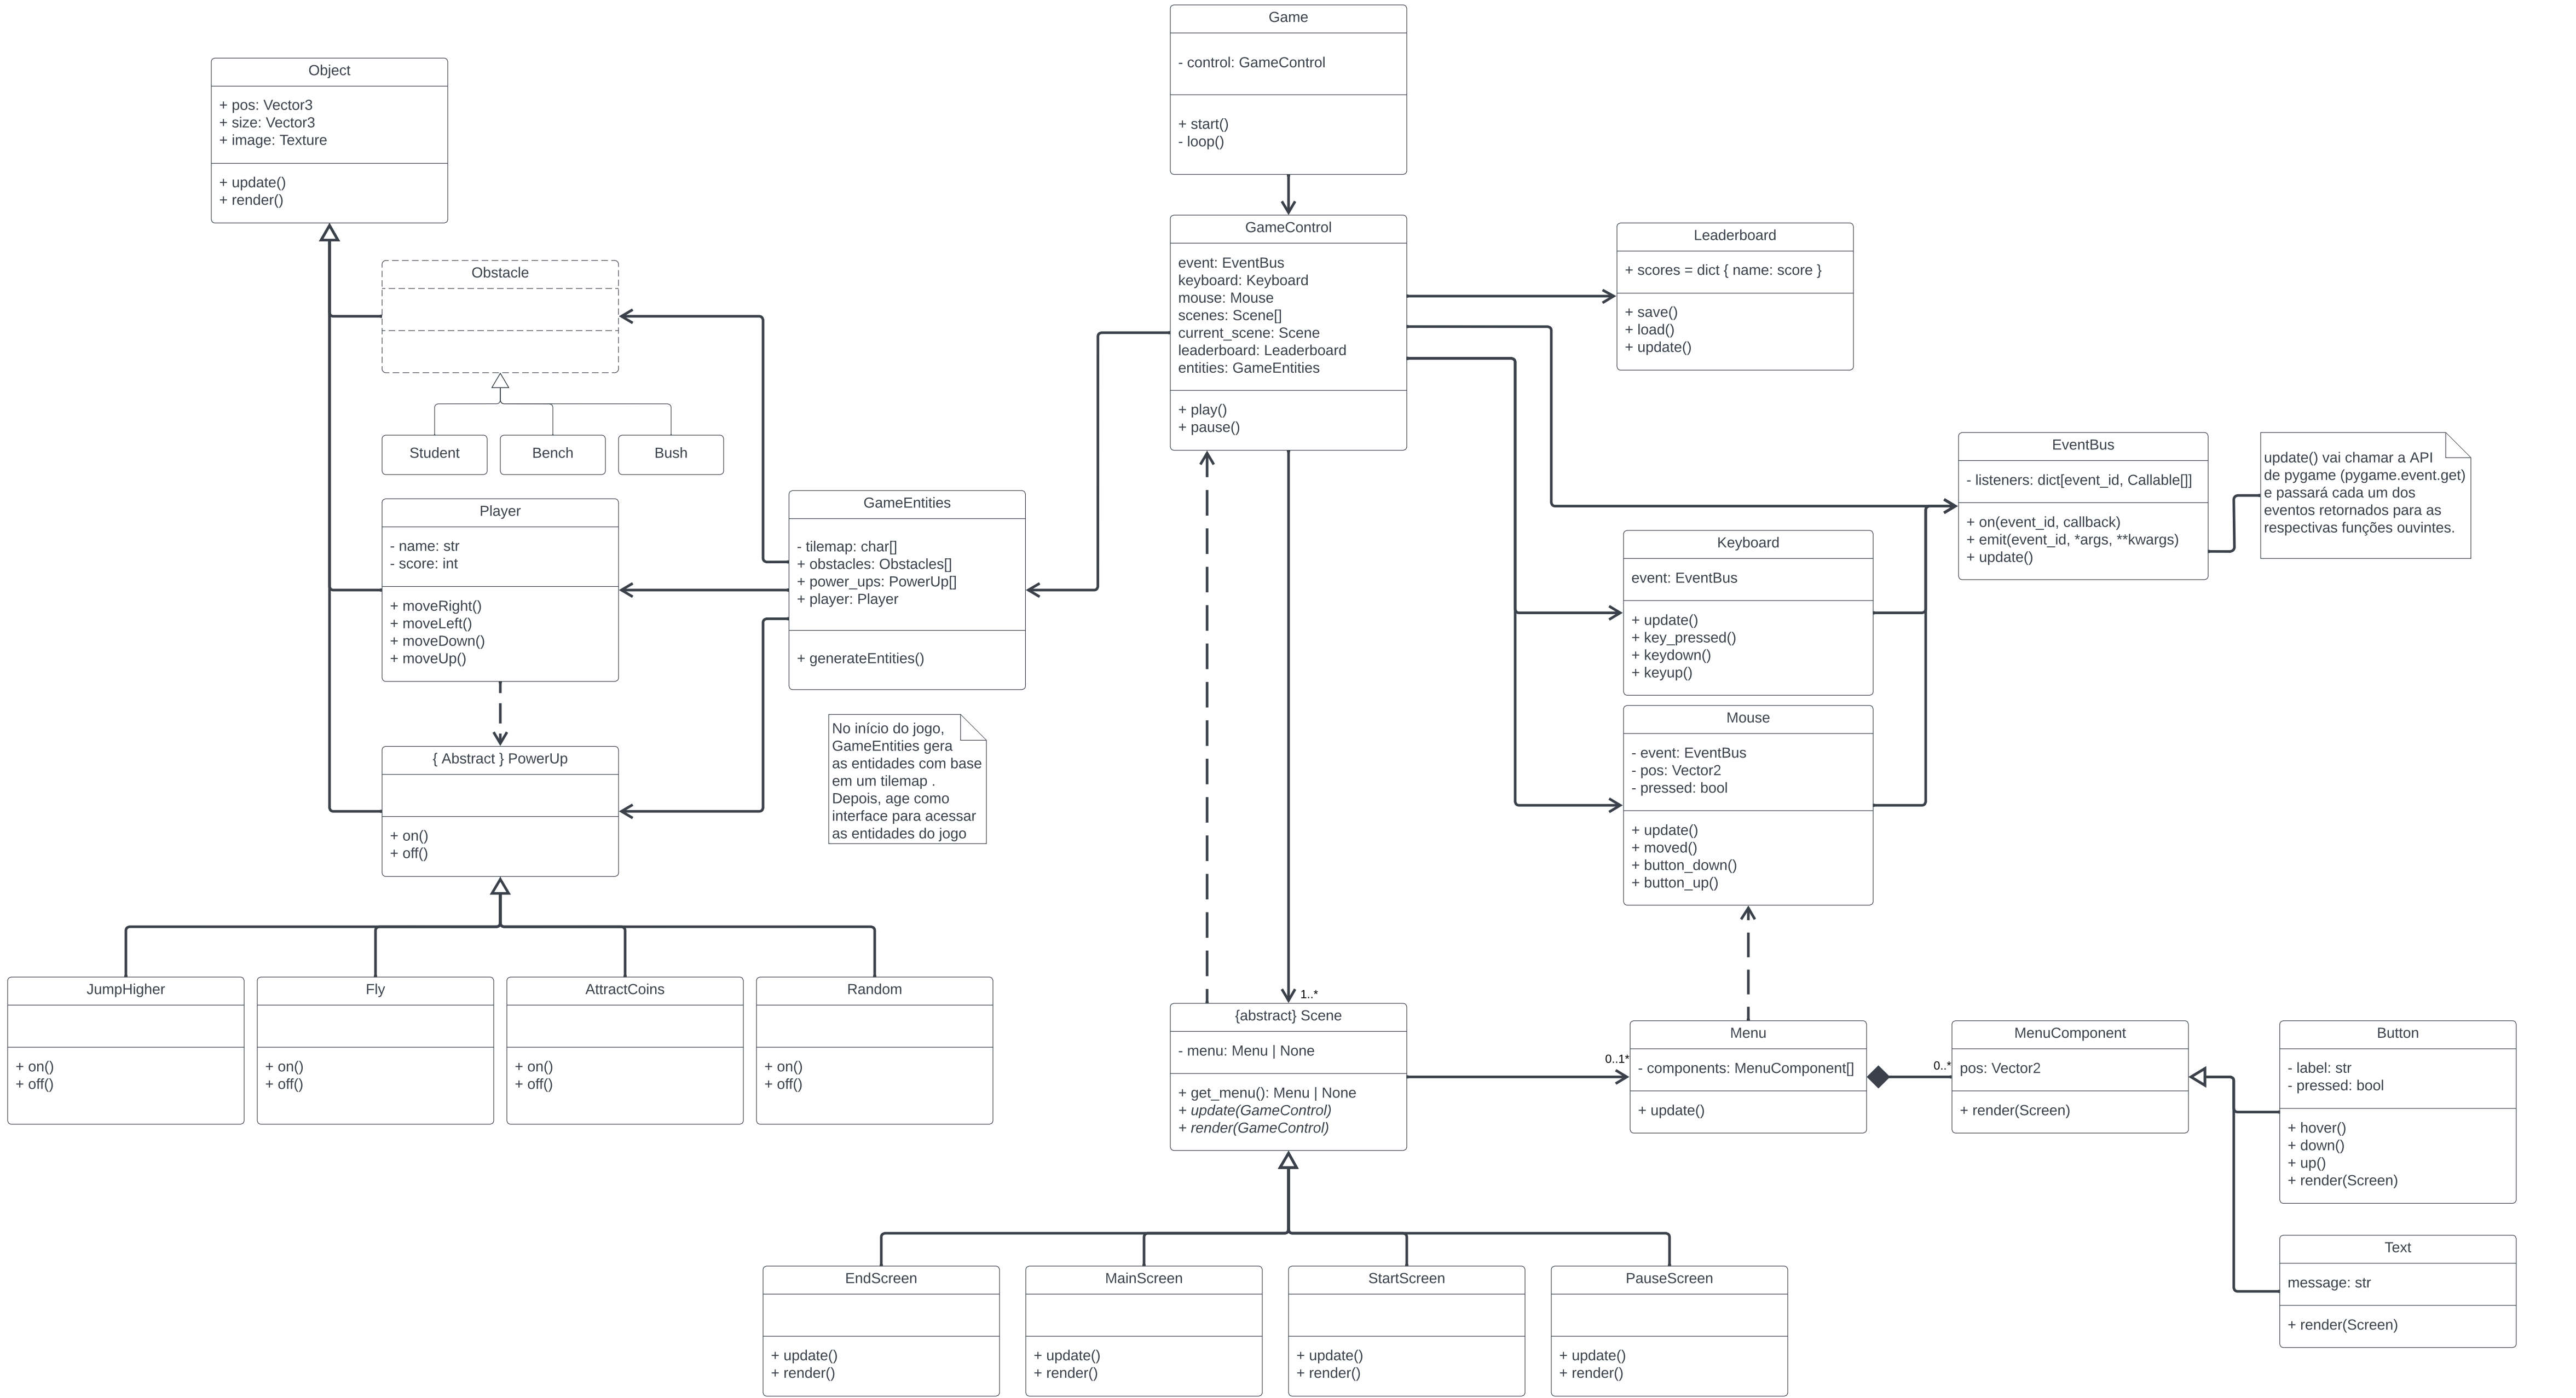 Game
- control: GameControl
+ start()
- loop()
Object
+ pos: Vector3
+ size: Vector3
+ image: Texture
+ update()
+ render()
Obstacle
Student
Bench
Bush
Player
- name: str
- score: int
+ moveRight()
+ moveLeft()
+ moveDown()
+ moveUp()
{ Abstract } PowerUp
+ on()
+ off()
JumpHigher
+ on()
+ off()
Fly
+ on()
+ off()
AttractCoins
+ on()
+ off()
Random
+ on()
+ off()
GameEntities
- tilemap: char[]
+ obstacles: Obstacles[]
+ power_ups: PowerUp[]
+ player: Player
+ generateEntities()
No início do jogo,
GameEntities gera
as entidades com base
em um tilemap .
Depois, age como
interface para acessar
as entidades do jogo
GameControl
event: EventBus
keyboard: Keyboard
mouse: Mouse
scenes: Scene[]
current_scene: Scene
leaderboard: Leaderboard
entities: GameEntities
+ play()
+ pause()
Leaderboard
+ scores = dict { name: score }
+ save()
+ load()
+ update()
EventBus
- listeners: dict[event_id, Callable[]]
+ on(event_id, callback)
+ emit(event_id, *args, **kwargs)
+ update()
update() vai chamar a API
de pygame (pygame.event.get)
e passará cada um dos
eventos retornados para as
respectivas funções ouvintes.
Keyboard
event: EventBus
+ update()
+ key_pressed()
+ keydown()
+ keyup()
Mouse
- event: EventBus
- pos: Vector2
- pressed: bool
+ update()
+ moved()
+ button_down()
+ button_up()
1..*
{abstract} Scene
- menu: Menu | None
+ get_menu(): Menu | None
+ update(GameControl)
+ render(GameControl)
0..1*
Menu
- components: MenuComponent[]
+ update()
0..*
MenuComponent
pos: Vector2
+ render(Screen)
Button
- label: str
- pressed: bool
+ hover()
+ down()
+ up()
+ render(Screen)
Text
message: str
+ render(Screen)
EndScreen
+ update()
+ render()
MainScreen
+ update()
+ render()
StartScreen
+ update()
+ render()
PauseScreen
+ update()
+ render()